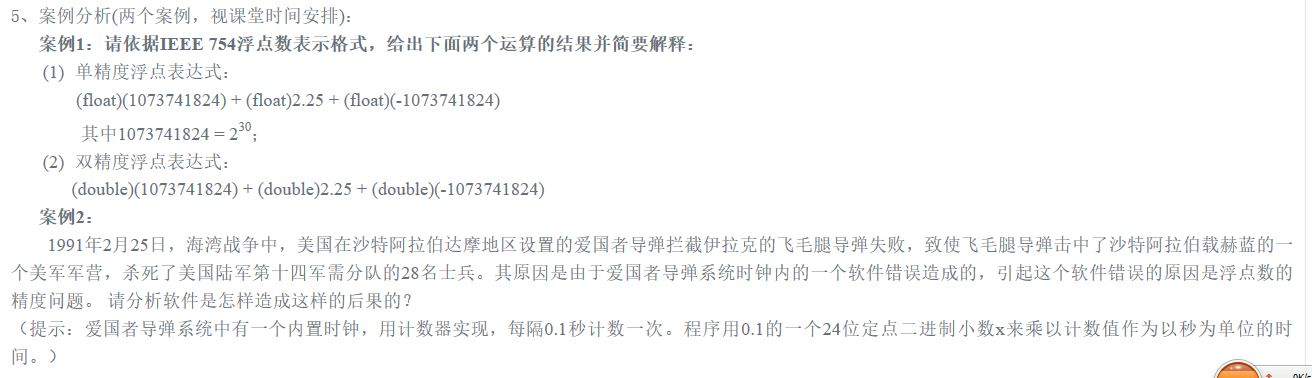 5、案例分析(两个案例，视课堂时间安排)：
案例1：请依据IEEE 754浮点数表示格式，给出下面两个运算的结果并简要解释：
(1) 单精度浮点表达式：
(float)(1073741824) + (float)2.25 + (float)(-1073741824)
其中1073741824 = 2³⁰；
(2) 双精度浮点表达式：
(double)(1073741824) + (double)2.25 + (double)(-1073741824)
案例2：
1991年2月25日，海湾战争中，美国在沙特阿拉伯达摩地区设置的爱国者导弹拦截伊拉克的飞毛腿导弹失败，致使飞毛腿导弹击中了沙特阿拉伯载赫蓝的一
个美军军营，杀死了美国陆军第十四军需分队的28名士兵。其原因是由于爱国者导弹系统时钟内的一个软件错误造成的，引起这个软件错误的原因是浮点数的
精度问题。 请分析软件是怎样造成这样的后果的？
（提示：爱国者导弹系统中有一个内置时钟，用计数器实现，每隔0.1秒计数一次。程序用0.1的一个24位定点二进制小数x来乘以计数值作为以秒为单位的时
间。）